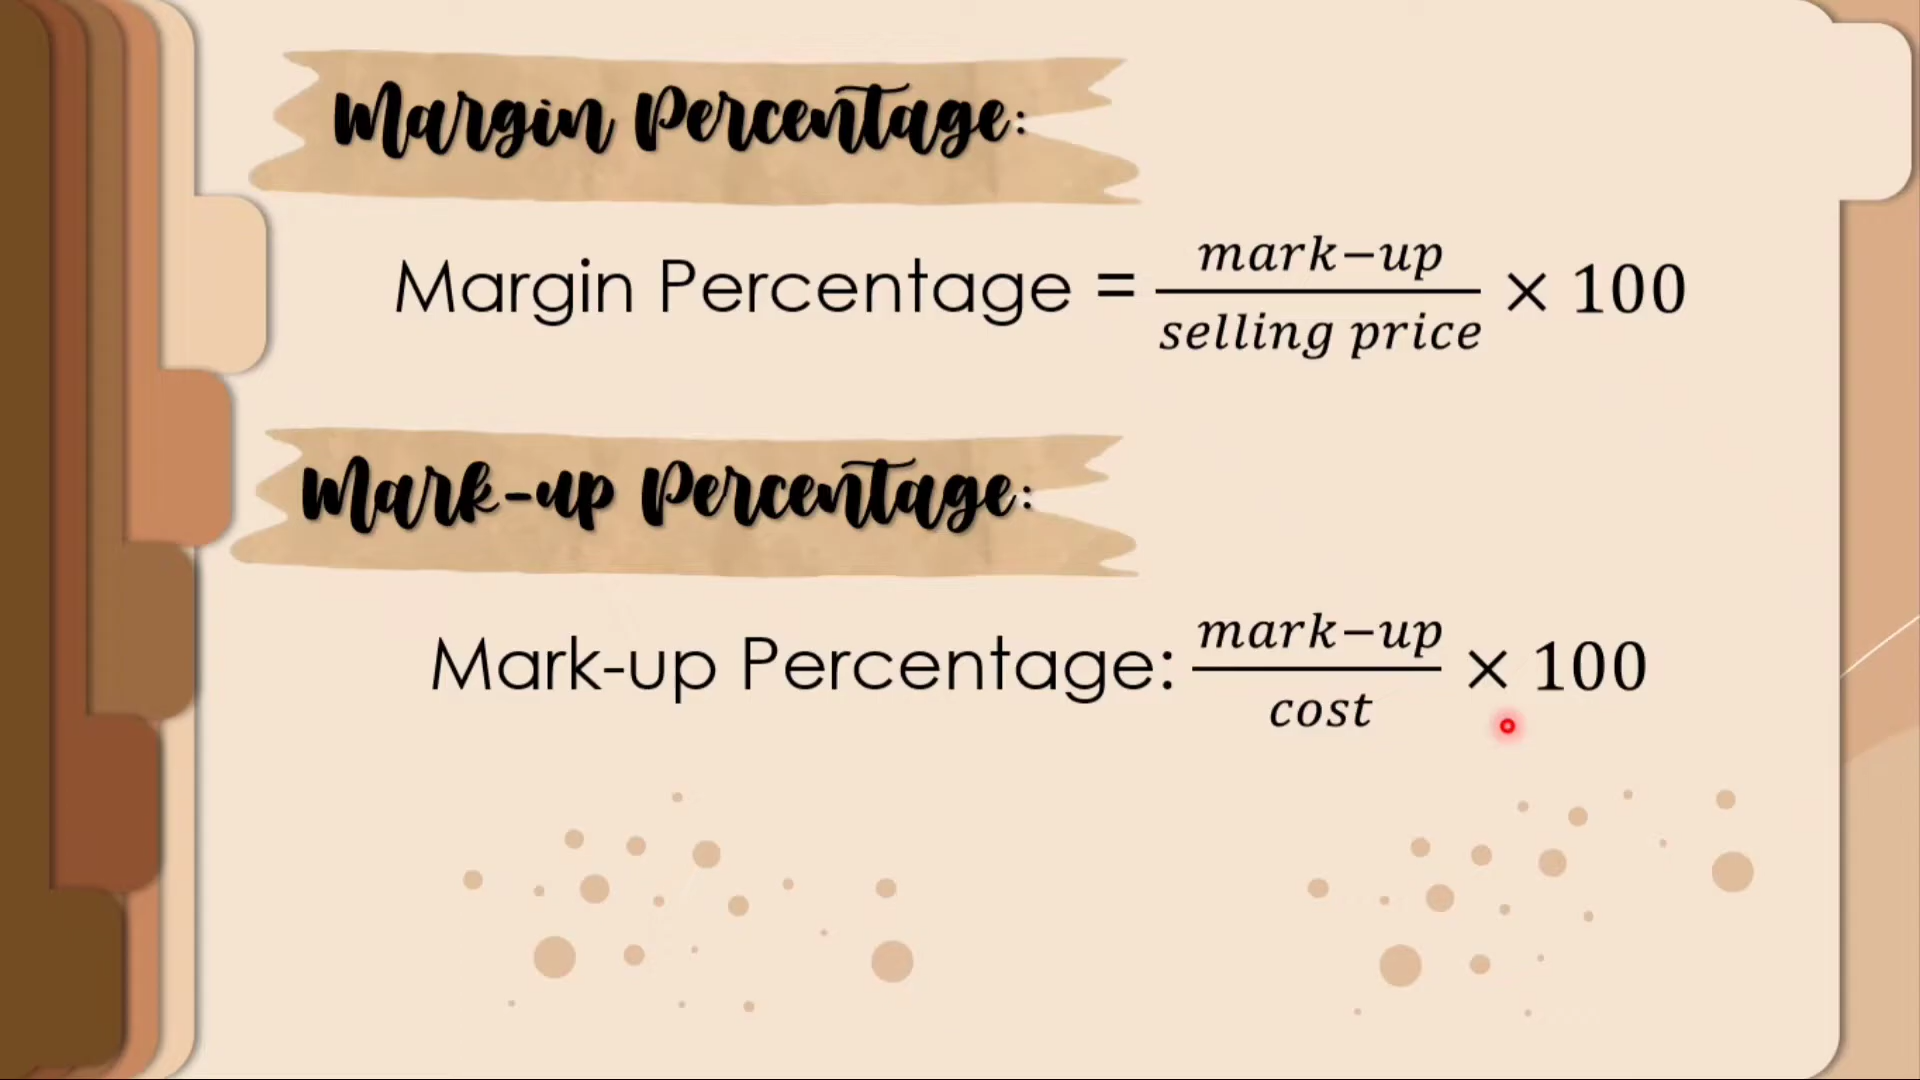 Margin Percentage:
Margin Percentage = mark−up / selling price × 100
Mark-up Percentage:
Mark-up Percentage: mark−up / cost × 100